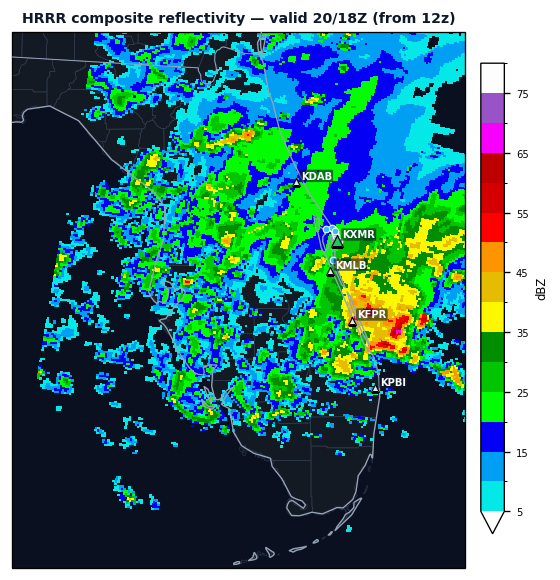 HRRR composite reflectivity — valid 20/18Z (from 12z)
KDAB
KXMR
KMLB
KFPR
KPBI
75
65
55
45
35
25
15
5
dBZ